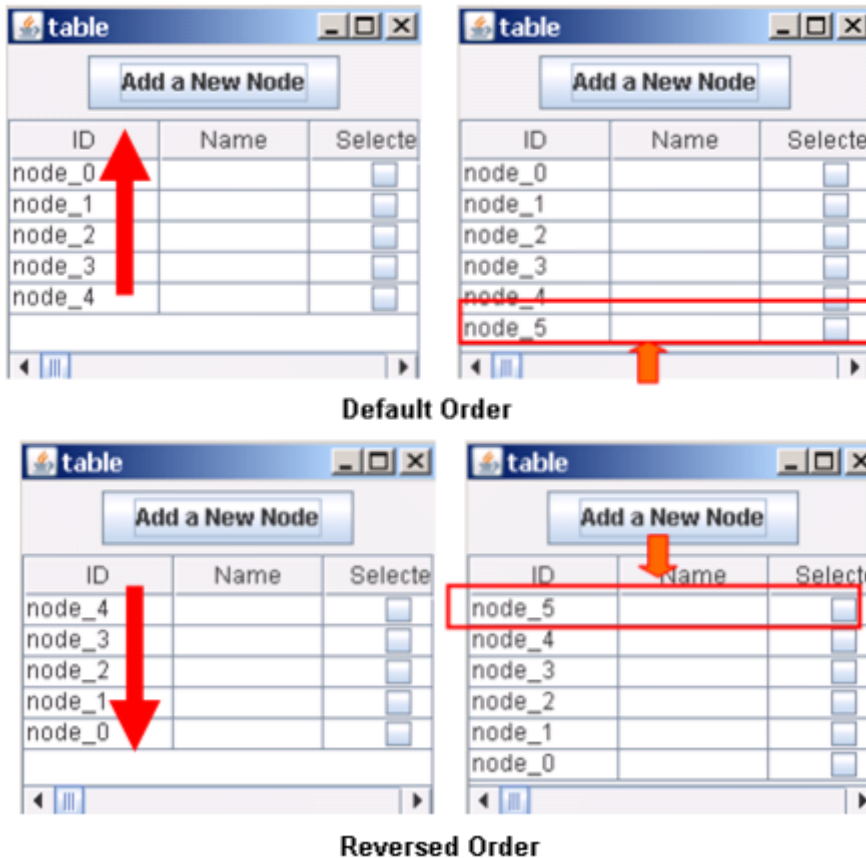 table
Add a New Node
ID Name Selecte
node_0
node_1
node_2
node_3
node_4
table
Add a New Node
ID Name Selecte
node_0
node_1
node_2
node_3
node_4
node_5
Default Order
table
Add a New Node
ID Name Selecte
node_4
node_3
node_2
node_1
node_0
table
Add a New Node
ID Name Selecte
node_5
node_4
node_3
node_2
node_1
node_0
Reversed Order